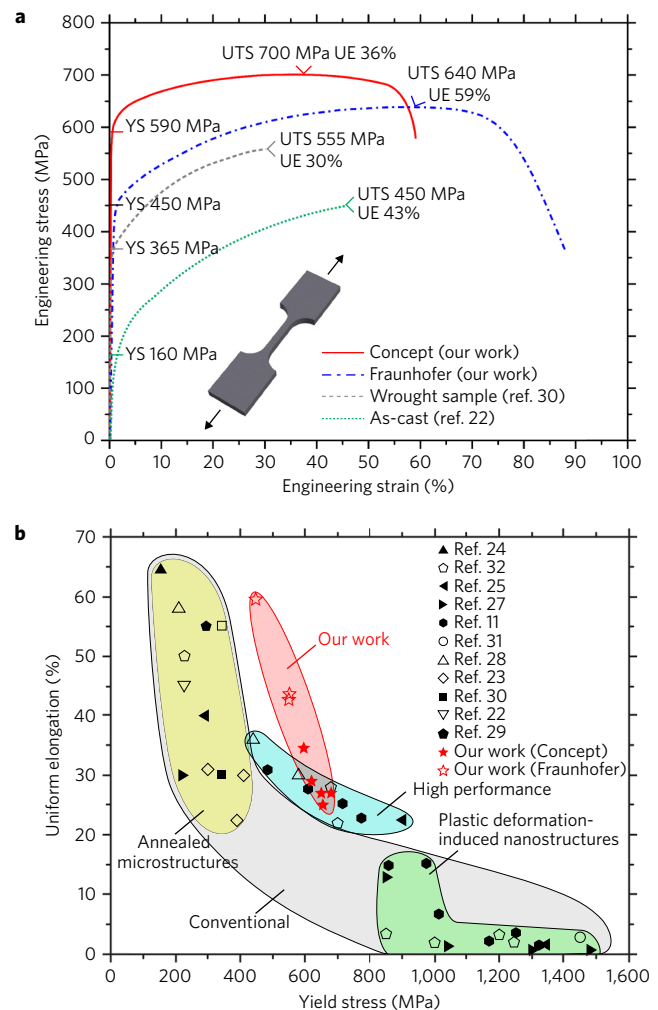 a
800
700
600
500
400
300
200
100
0
Engineering stress (MPa)
UTS 700 MPa UE 36%
UTS 640 MPa
UE 59%
YS 590 MPa
UTS 555 MPa
UE 30%
YS 450 MPa
UTS 450 MPa
UE 43%
YS 365 MPa
YS 160 MPa
Concept (our work)
Fraunhofer (our work)
Wrought sample (ref. 30)
As-cast (ref. 22)
0 10 20 30 40 50 60 70 80 90 100
Engineering strain (%)
b
70
60
50
40
30
20
10
0
Uniform elongation (%)
Ref. 24
Ref. 32
Ref. 25
Ref. 27
Ref. 11
Ref. 31
Ref. 28
Ref. 23
Ref. 30
Ref. 22
Ref. 29
Our work (Concept)
Our work (Fraunhofer)
Our work
High performance
Plastic deformation-
induced nanostructures
Annealed
microstructures
Conventional
0 200 400 600 800 1,000 1,200 1,400 1,600
Yield stress (MPa)